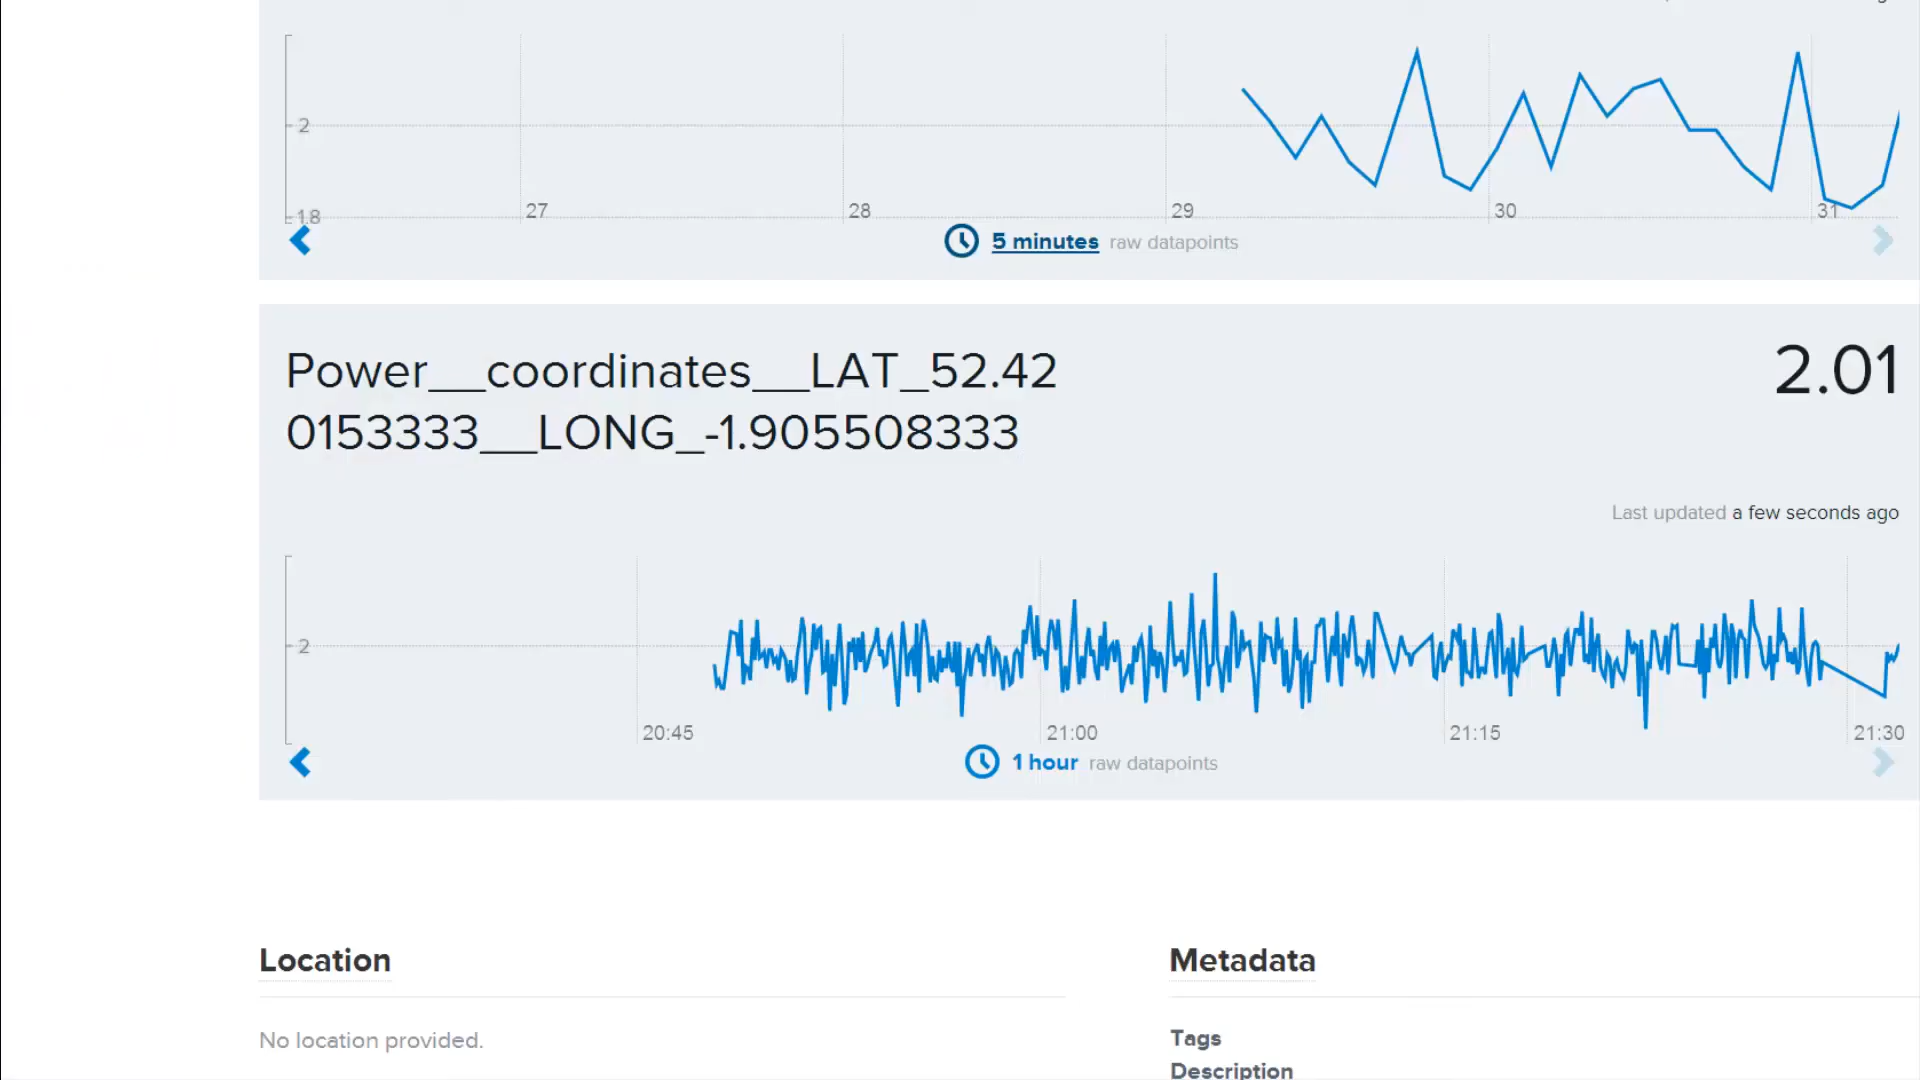 2
1.8
27
28
29
30
31
5 minutes raw datapoints
Power__coordinates__LAT_52.42
0153333__LONG_-1.905508333
2.01
Last updated a few seconds ago
2
20:45
21:00
21:15
21:30
1 hour raw datapoints
Location
Metadata
No location provided.
Tags
Description